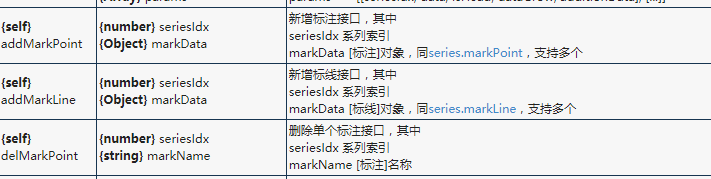 {self}
addMarkPoint
{number} seriesIdx
{Object} markData
新增标注接口，其中
seriesIdx 系列索引
markData [标注]对象，同series.markPoint，支持多个
{self}
addMarkLine
{number} seriesIdx
{Object} markData
新增标线接口，其中
seriesIdx 系列索引
markData [标线]对象，同series.markLine，支持多个
{self}
delMarkPoint
{number} seriesIdx
{string} markName
删除单个标注接口，其中
seriesIdx 系列索引
markName [标注]名称